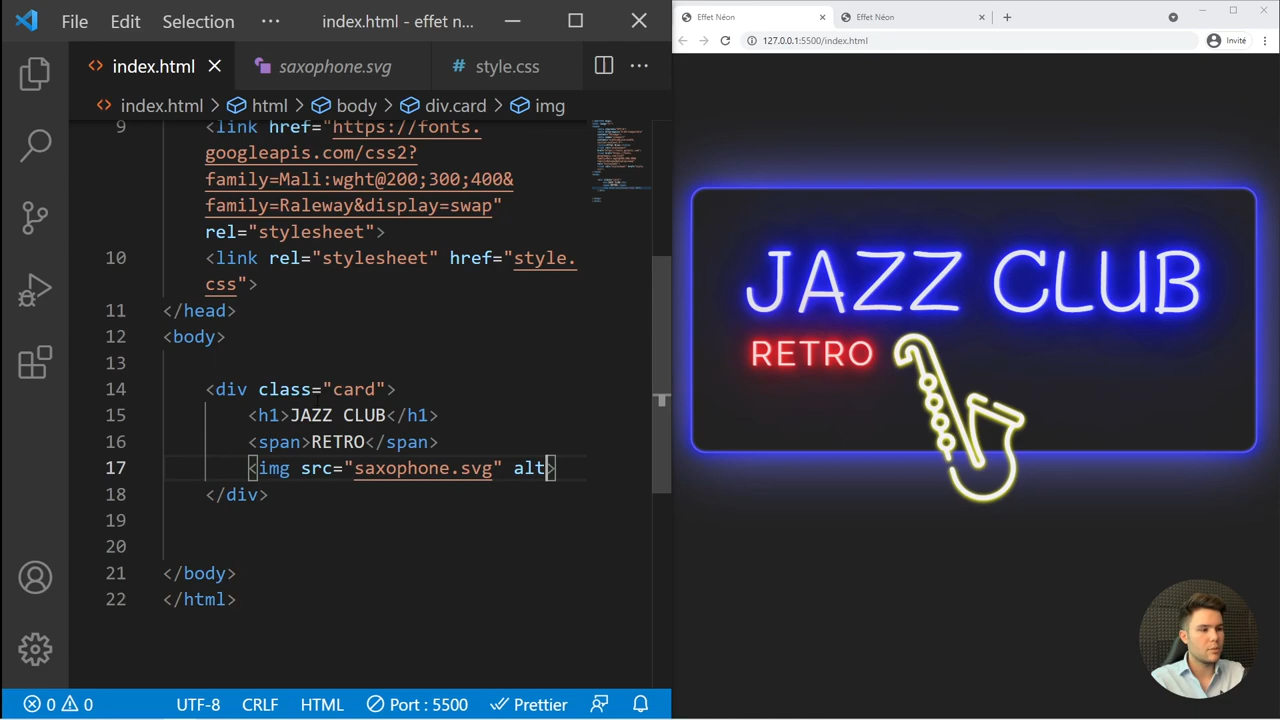 File Edit Selection ··· index.html - effet n...
index.html saxophone.svg # style.css ···
index.html > html > body > div.card > img
9 <link href="https://fonts.
googleapis.com/css2?
family=Mali:wght@200;300;400&
family=Raleway&display=swap"
rel="stylesheet">
10 <link rel="stylesheet" href="style.
css">
11 </head>
12 <body>
13
14 <div class="card">
15 <h1>JAZZ CLUB</h1>
16 <span>RETRO</span>
17 <img src="saxophone.svg" alt>
18 </div>
19
20
21 </body>
22 </html>
0 0 UTF-8 CRLF HTML Port : 5500 Prettier
Effet Néon Effet Néon
127.0.0.1:5500/index.html Invité
JAZZ CLUB
RETRO